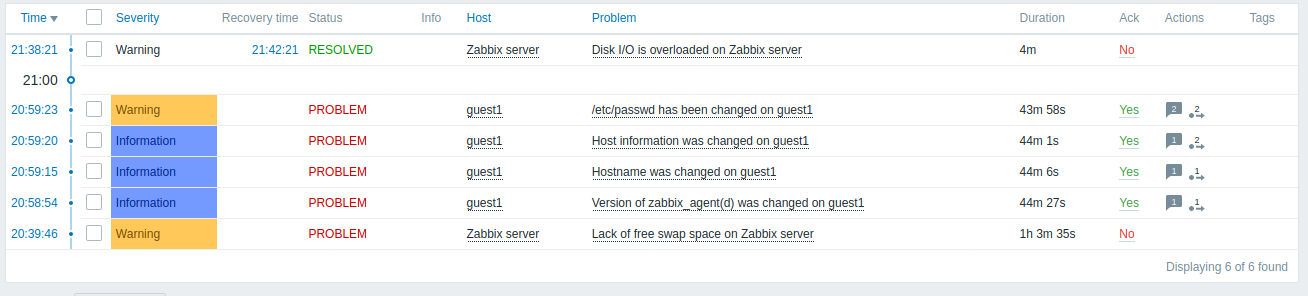 Time Severity Recovery time Status Info Host Problem Duration Ack Actions Tags
21:38:21 Warning 21:42:21 RESOLVED Zabbix server Disk I/O is overloaded on Zabbix server 4m No
21:00
20:59:23 Warning PROBLEM guest1 /etc/passwd has been changed on guest1 43m 58s Yes 2 2
20:59:20 Information PROBLEM guest1 Host information was changed on guest1 44m 1s Yes 1 2
20:59:15 Information PROBLEM guest1 Hostname was changed on guest1 44m 6s Yes 1 1
20:58:54 Information PROBLEM guest1 Version of zabbix_agent(d) was changed on guest1 44m 27s Yes 1 1
20:39:46 Warning PROBLEM Zabbix server Lack of free swap space on Zabbix server 1h 3m 35s No
Displaying 6 of 6 found